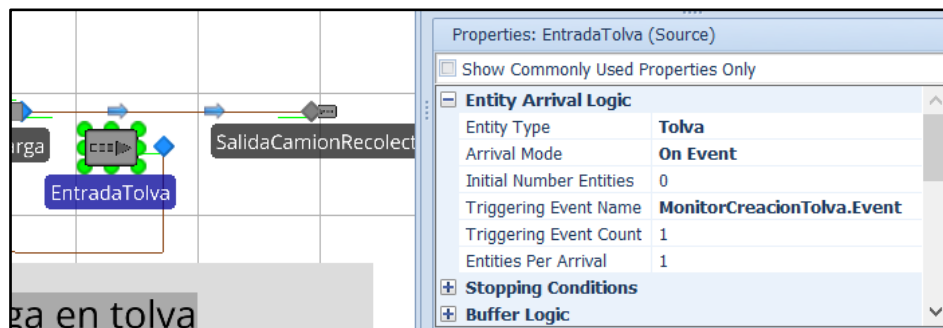 Properties: EntradaTolva (Source)
Show Commonly Used Properties Only
Entity Arrival Logic
Entity Type Tolva
Arrival Mode On Event
Initial Number Entities 0
Triggering Event Name MonitorCreacionTolva.Event
Triggering Event Count 1
Entities Per Arrival 1
Stopping Conditions
Buffer Logic
rga
SalidaCamionRecolect
EntradaTolva
ga en tolva